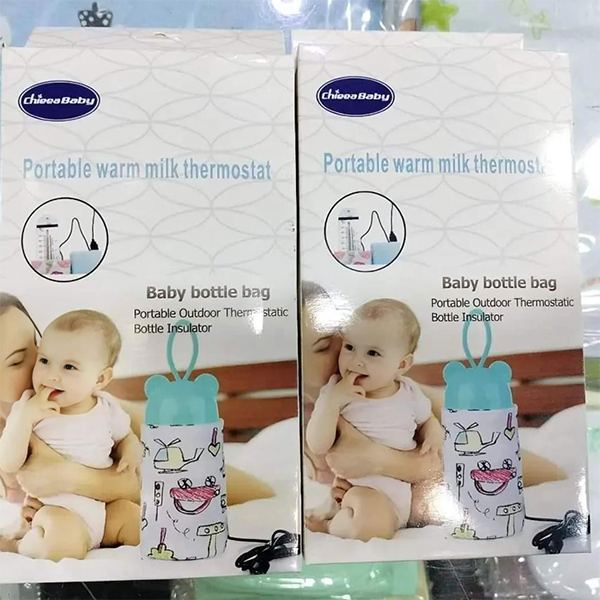 ChieeaBaby
Portable warm milk thermostat
Baby bottle bag
Portable Outdoor Thermostatic
Bottle Insulator
ChieeaBaby
Portable warm milk thermosta
Baby bottle bag
Portable Outdoor Thermostatic
Bottle Insulator